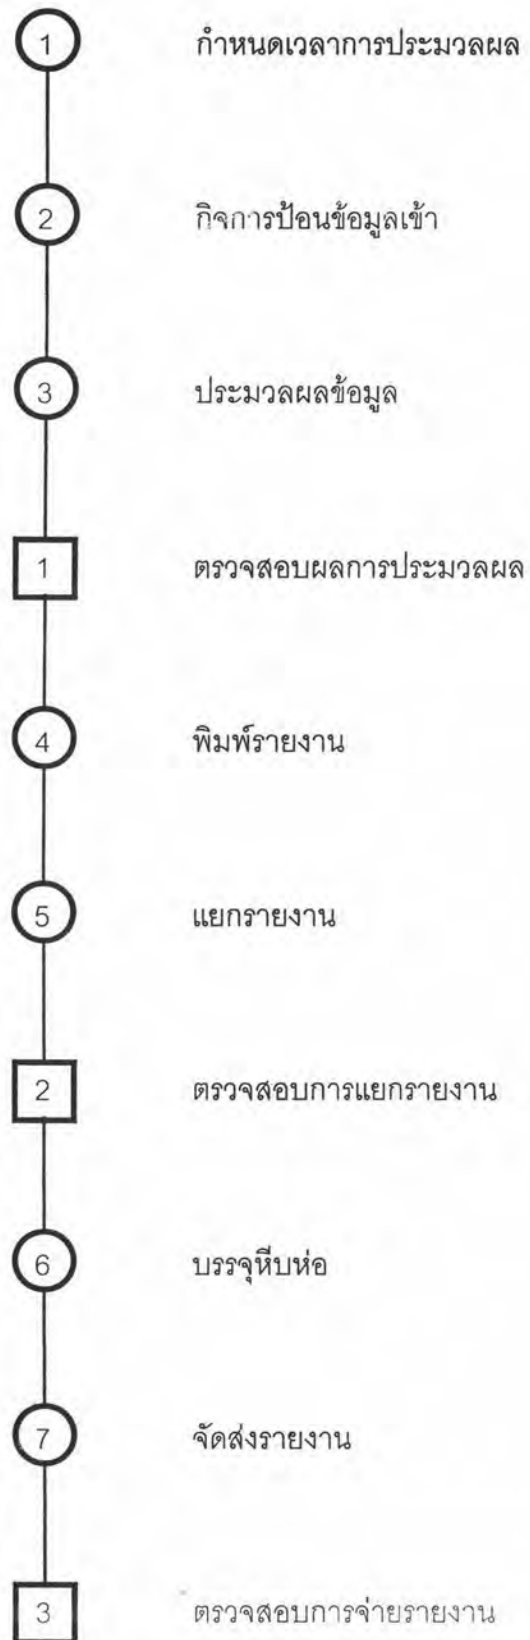 1 กำหนดเวลาการประมวลผล
2 กิจการป้อนข้อมูลเข้า
3 ประมวลผลข้อมูล
1 ตรวจสอบผลการประมวลผล
4 พิมพ์รายงาน
5 แยกรายงาน
2 ตรวจสอบการแยกรายงาน
6 บรรจุหีบห่อ
7 จัดส่งรายงาน
3 ตรวจสอบการจ่ายรายงาน